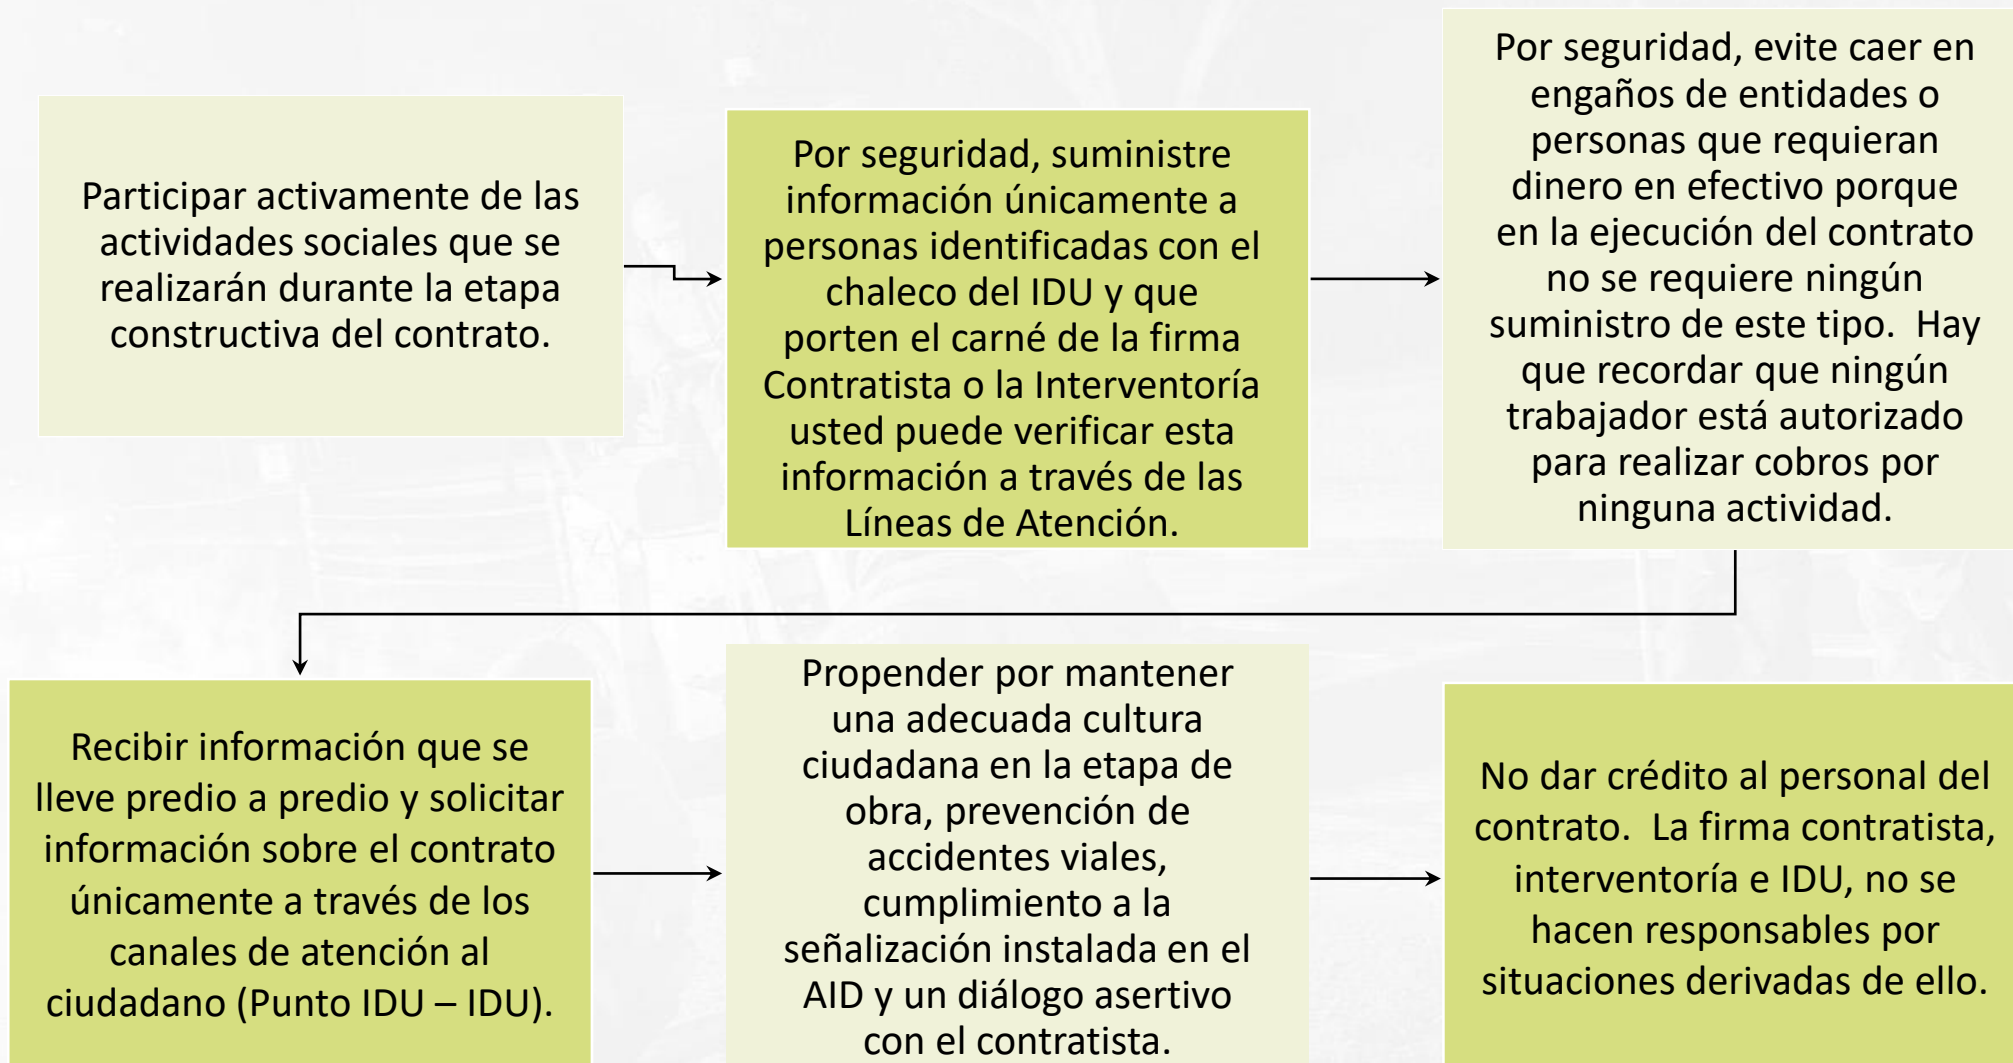 Participar activamente de las
actividades sociales que se
realizarán durante la etapa
constructiva del contrato.
Por seguridad, suministre
información únicamente a
personas identificadas con el
chaleco del IDU y que
porten el carné de la firma
Contratista o la Interventoría
usted puede verificar esta
información a través de las
Líneas de Atención.
Por seguridad, evite caer en
engaños de entidades o
personas que requieran
dinero en efectivo porque
en la ejecución del contrato
no se requiere ningún
suministro de este tipo.  Hay
que recordar que ningún
trabajador está autorizado
para realizar cobros por
ninguna actividad.
Recibir información que se
lleve predio a predio y solicitar
información sobre el contrato
únicamente a través de los
canales de atención al
ciudadano (Punto IDU – IDU).
Propender por mantener
una adecuada cultura
ciudadana en la etapa de
obra, prevención de
accidentes viales,
cumplimiento a la
señalización instalada en el
AID y un diálogo asertivo
con el contratista.
No dar crédito al personal del
contrato.  La firma contratista,
interventoría e IDU, no se
hacen responsables por
situaciones derivadas de ello.